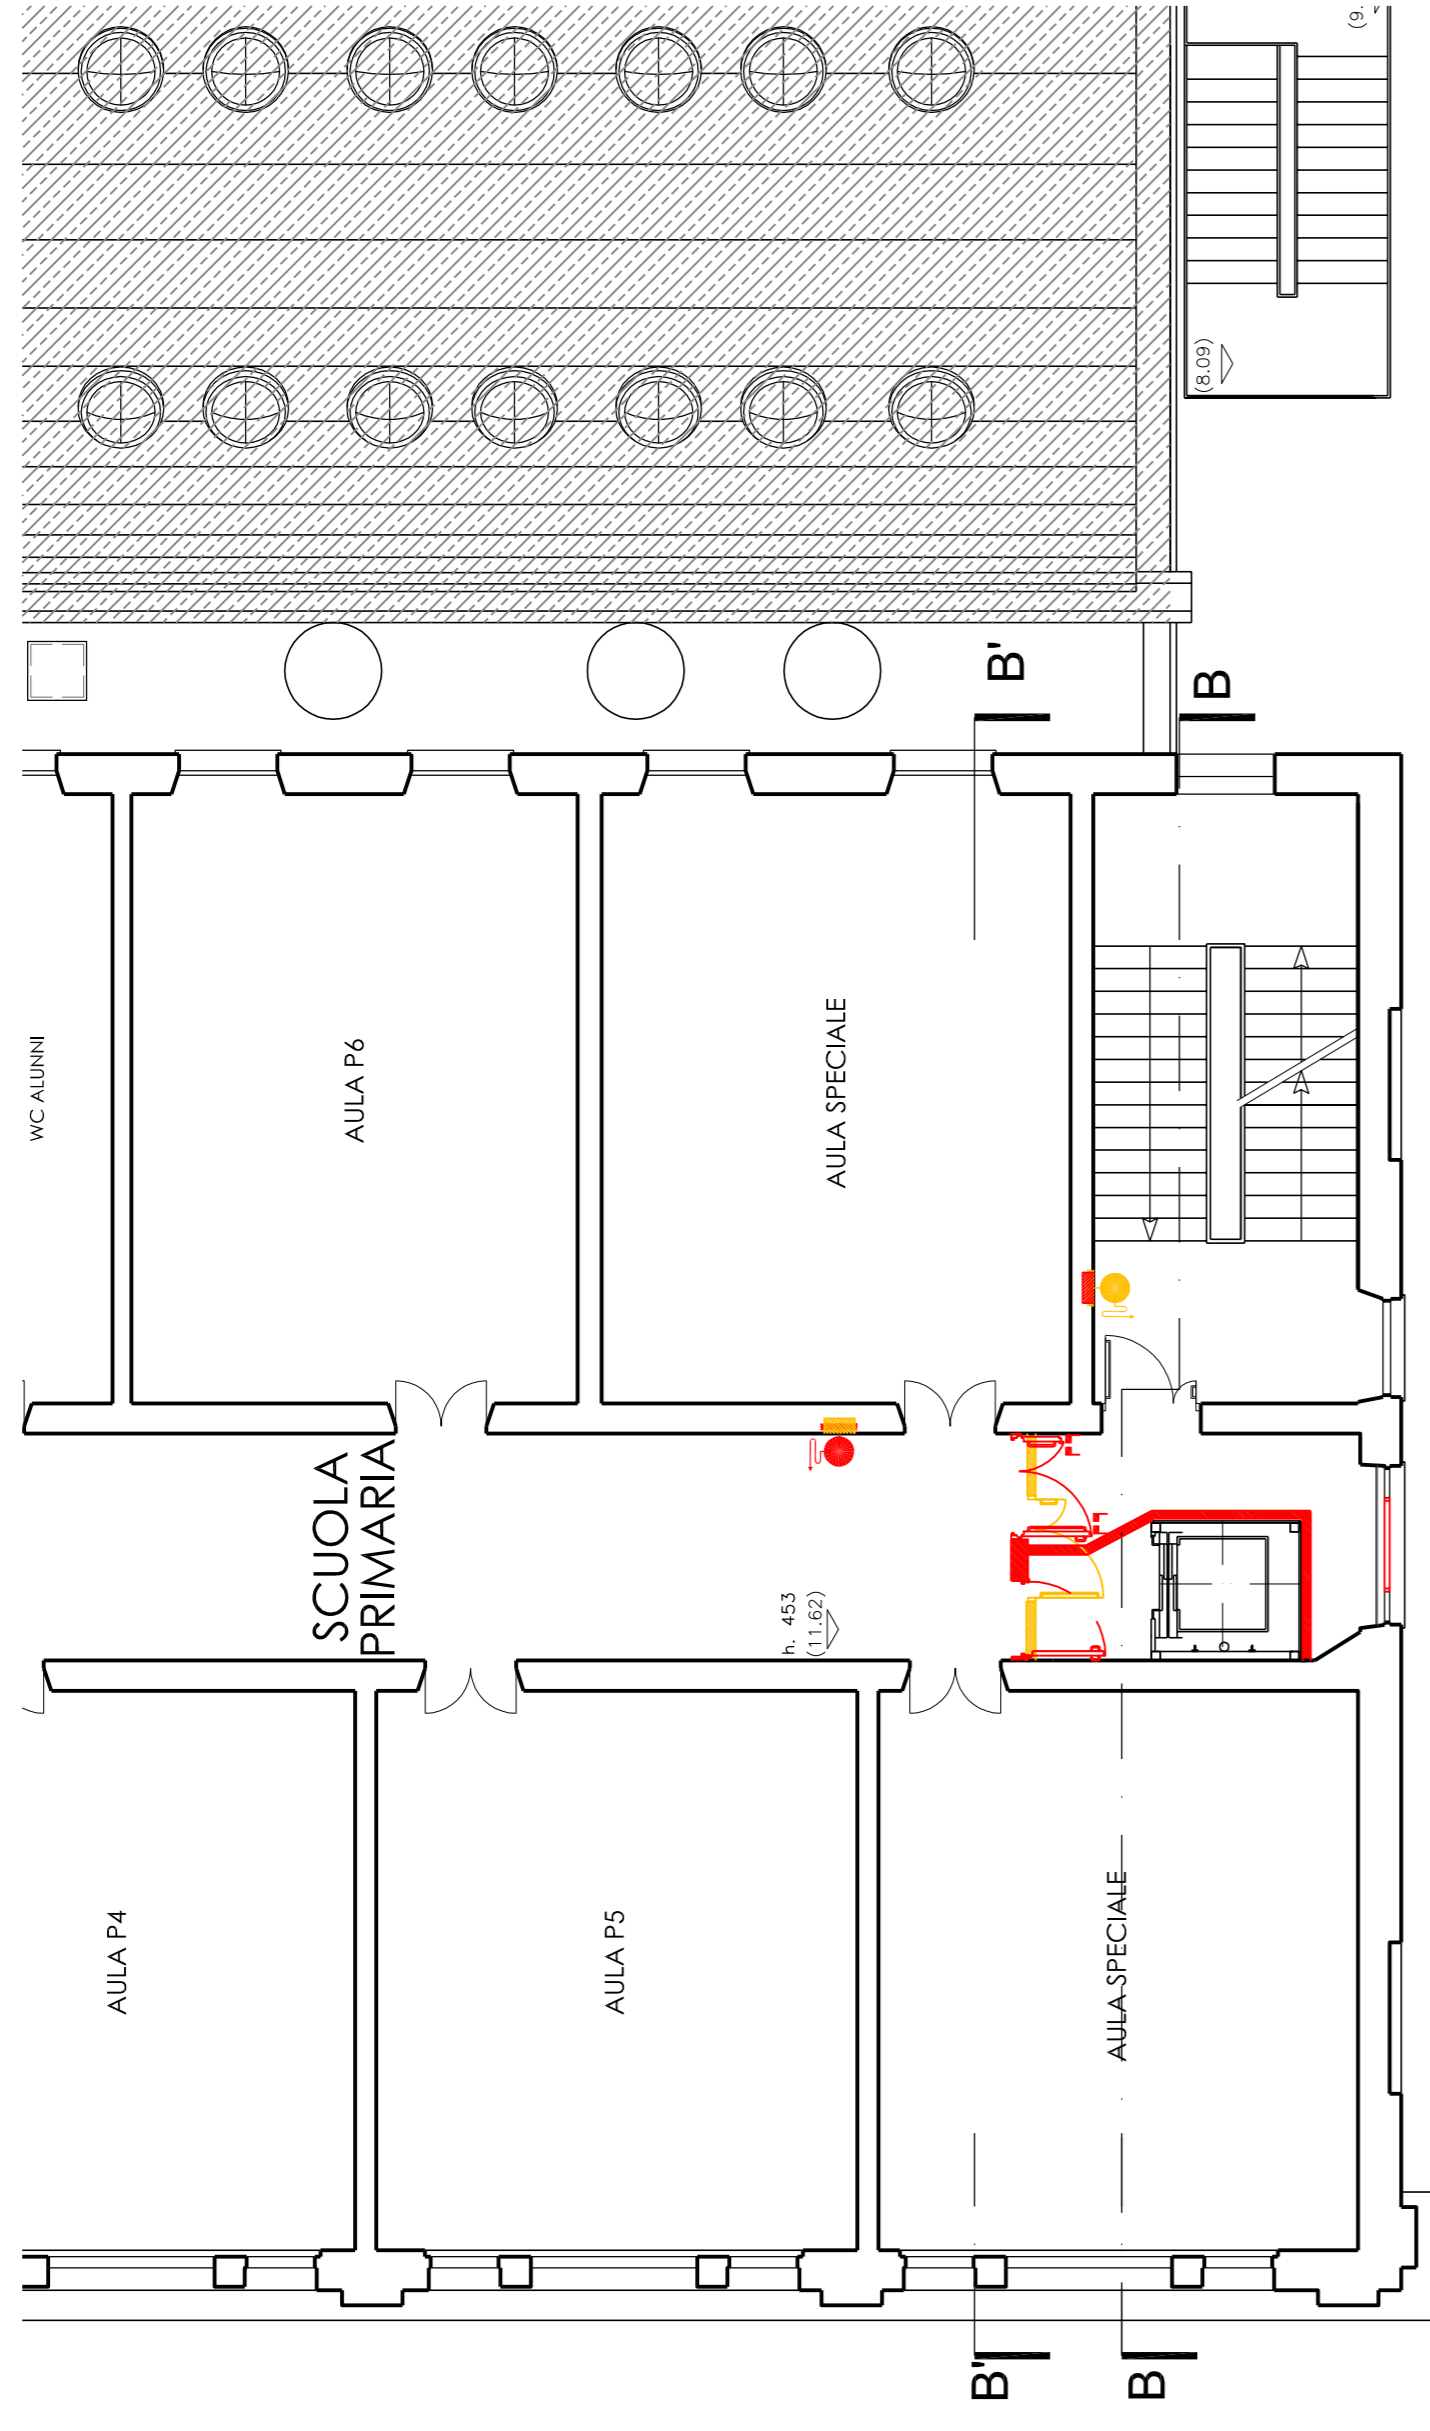 (9.
(8.09)
B'
B
WC ALUNNI
AULA P6
AULA SPECIALE
SCUOLA
PRIMARIA
h. 453
(11.62)
AULA P4
AULA P5
AULA SPECIALE
B'
B